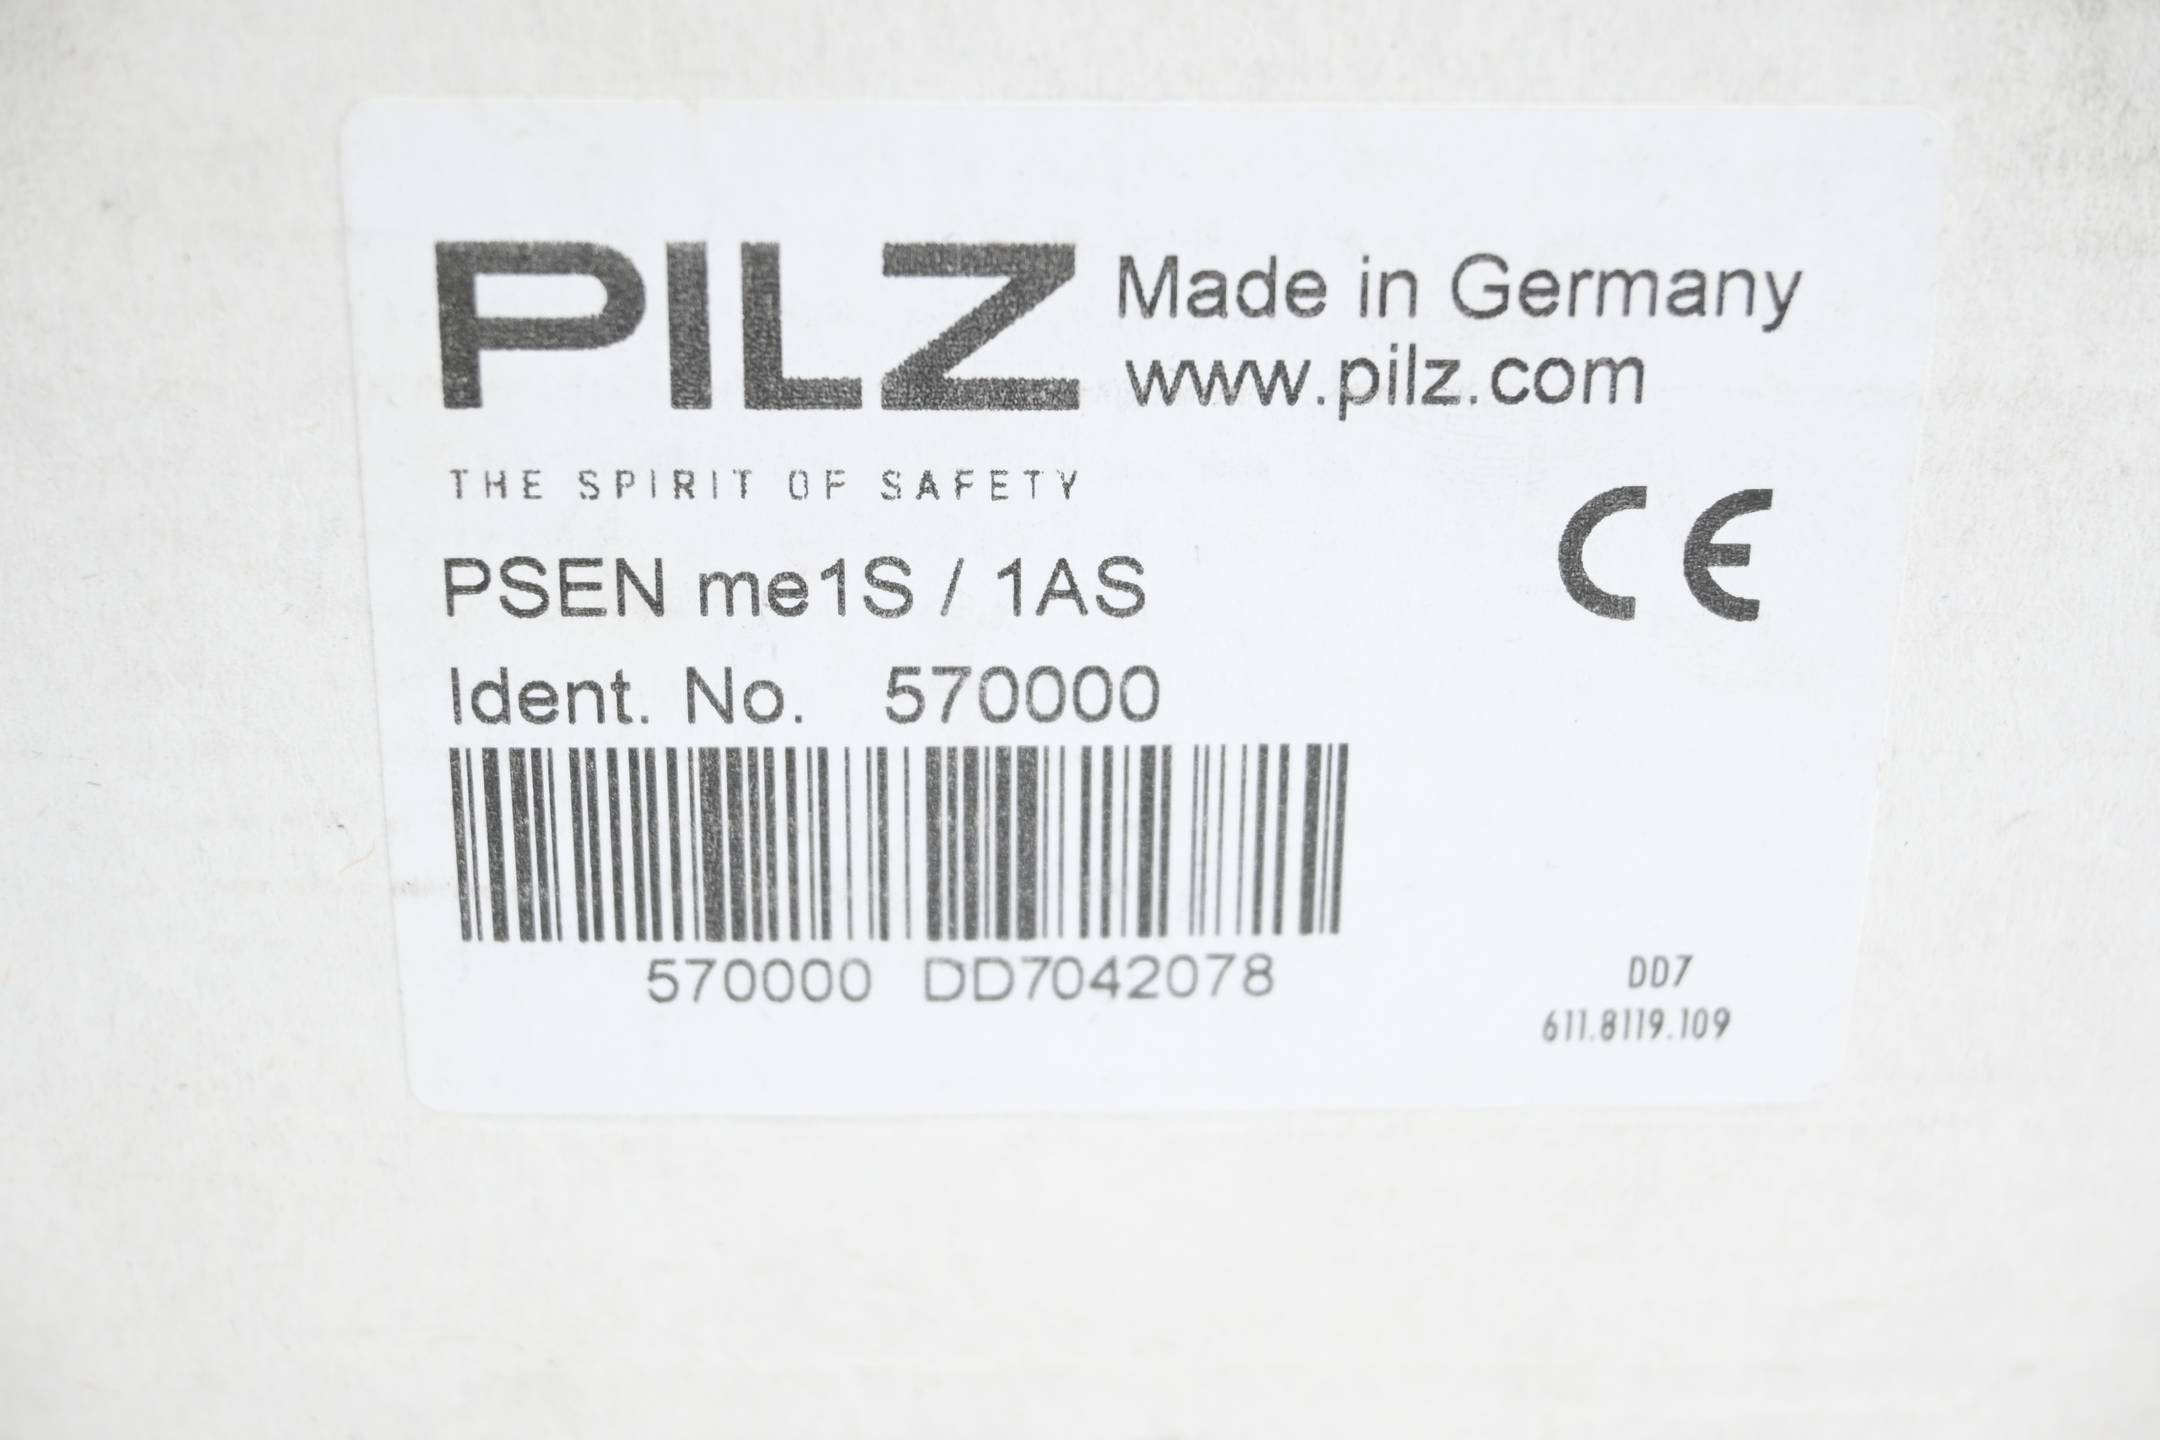 PILZ
Made in Germany
www.pilz.com
THE SPIRIT OF SAFETY
CE
PSEN me1S / 1AS
Ident. No. 570000
570000 DD7042078
DD7
611.8119.109